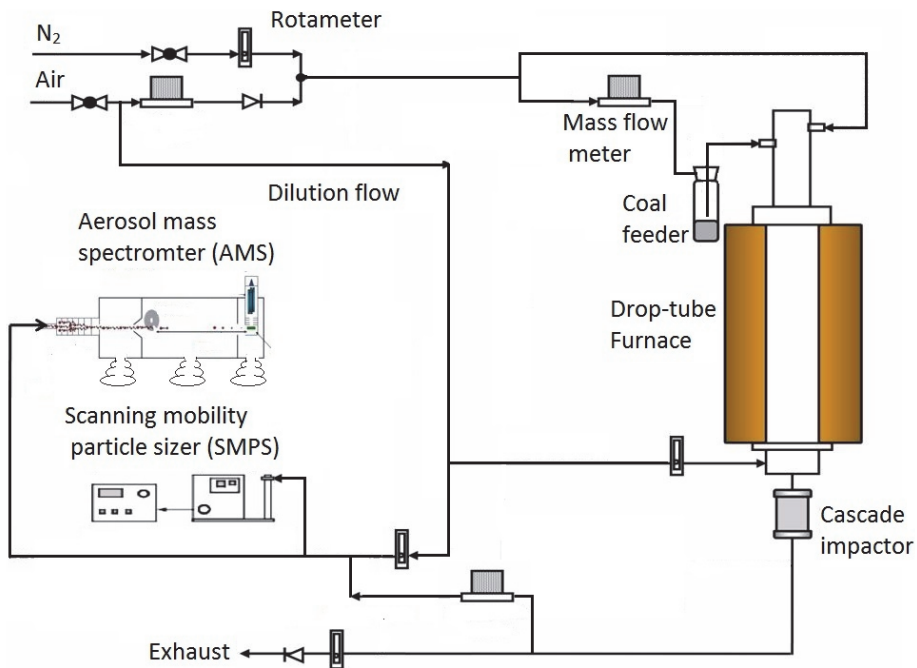 Rotameter
N₂
Air
Mass flow
meter
Dilution flow
Coal
feeder
Aerosol mass
spectromter (AMS)
Drop-tube
Furnace
Scanning mobility
particle sizer (SMPS)
Cascade
impactor
Exhaust